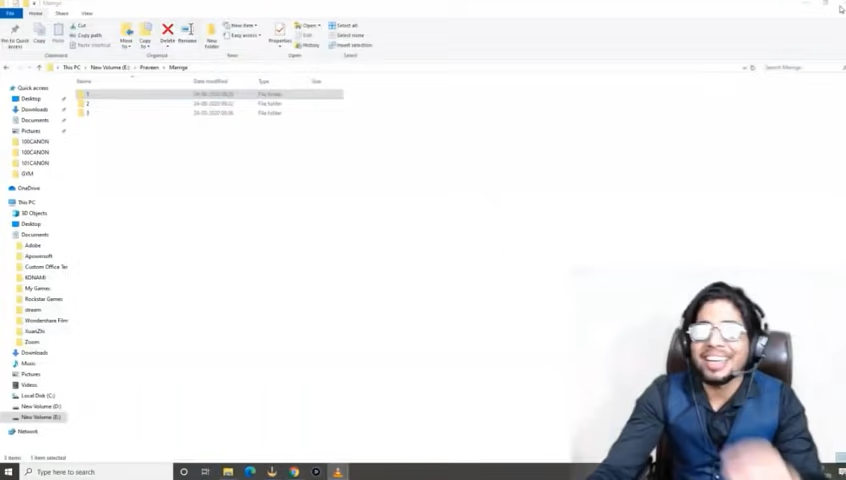 Marrige
File Home Share View
Pin to Quick access
Copy
Paste
Cut
Copy path
Paste shortcut
Move to
Copy to
Delete
Rename
New Folder
New item
Easy access
Properties
Open
Edit
History
Select all
Select none
Invert selection
Clipboard Organize New Open Select
This PC > New Volume (E:) > Praveen > Marrige
Search Marrige
Name Date modified Type Size
1 File folder
2 File folder
3 File folder
Quick access
Desktop
Downloads
Documents
Pictures
100CANON
100CANON
101CANON
GYM
OneDrive
This PC
3D Objects
Desktop
Documents
Adobe
Apowersoft
Custom Office Ter
KONAMI
My Games
Rockstar Games
stream
Wondershare Film
XuanZhi
Zoom
Downloads
Music
Pictures
Videos
Local Disk (C:)
New Volume (D:)
New Volume (E:)
Network
3 items 1 item selected
Type here to search